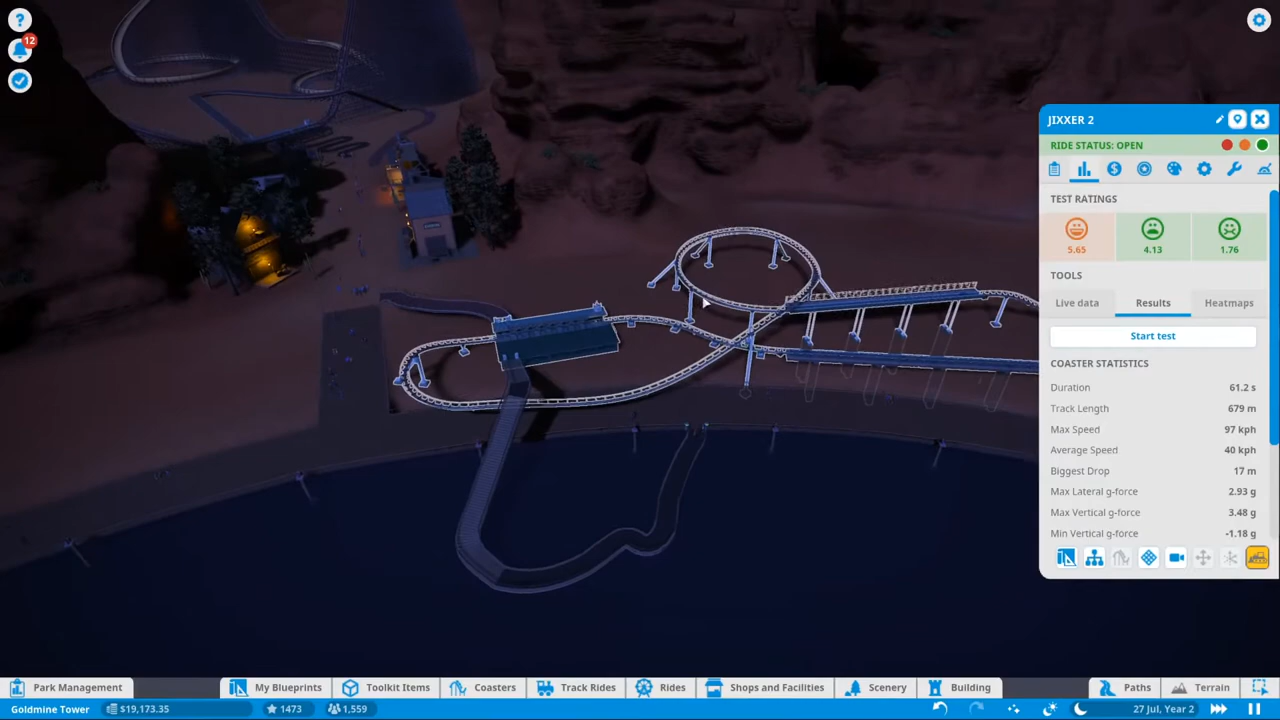 ?
12
JIXXER 2
RIDE STATUS: OPEN
TEST RATINGS
5.65 4.13 1.76
TOOLS
Live data Results Heatmaps
Start test
COASTER STATISTICS
Duration 61.2 s
Track Length 679 m
Max Speed 97 kph
Average Speed 40 kph
Biggest Drop 17 m
Max Lateral g-force 2.93 g
Max Vertical g-force 3.48 g
Min Vertical g-force -1.18 g
Park Management My Blueprints Toolkit Items Coasters Track Rides Rides Shops and Facilities Scenery Building Paths Terrain
Goldmine Tower $19,173.35 1473 1,559 27 Jul, Year 2